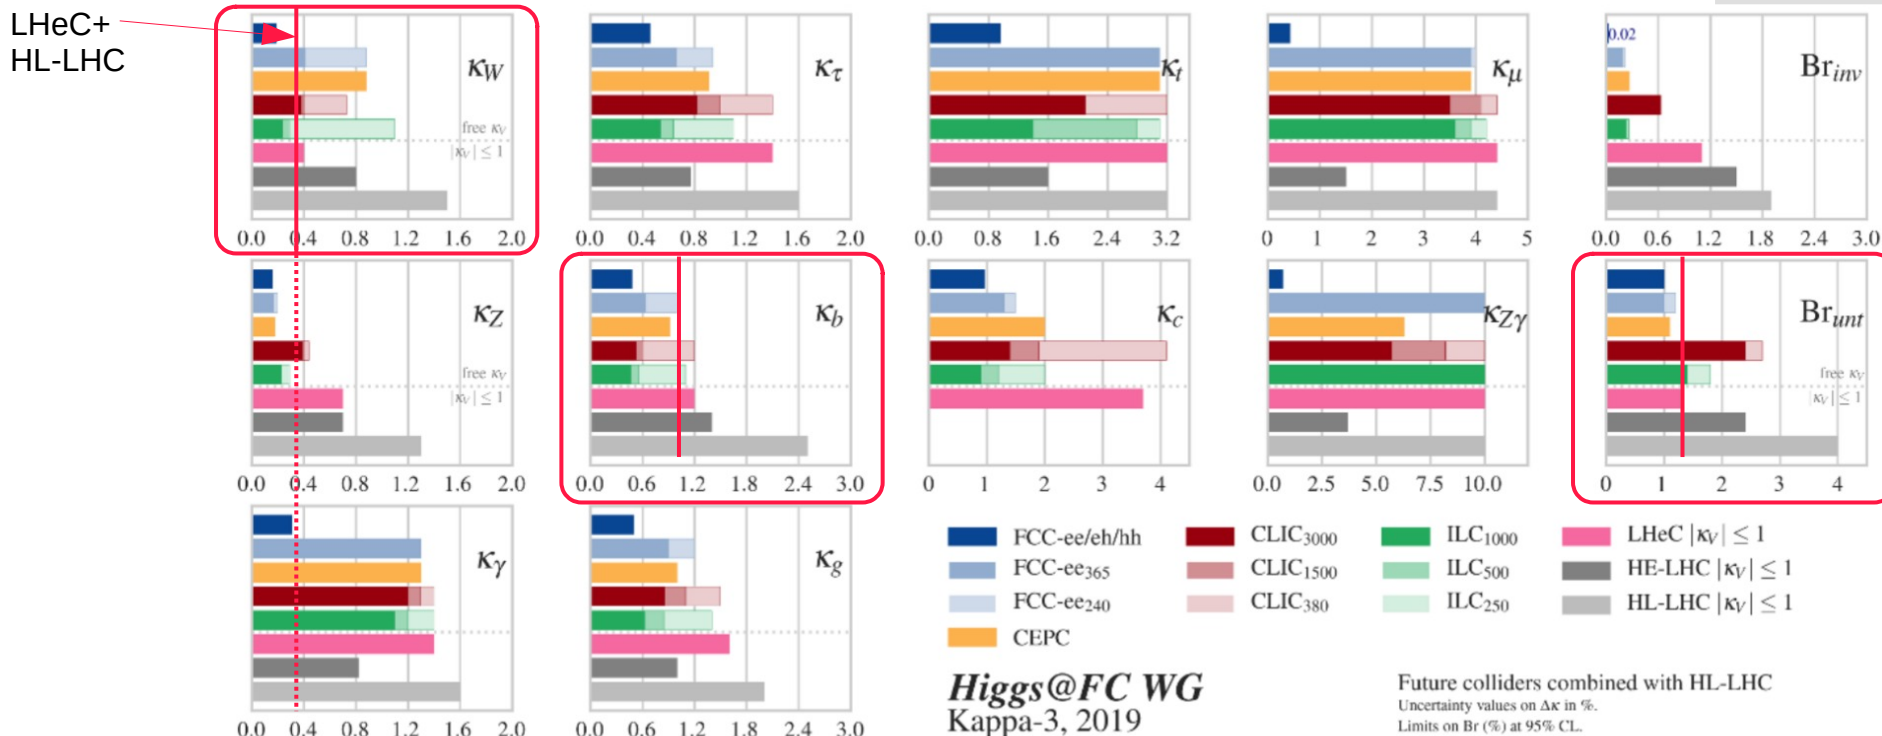 LHeC+
HL-LHC
κW
free κV
|κV| ≤ 1
0.0 0.4 0.8 1.2 1.6 2.0
κτ
0.0 0.4 0.8 1.2 1.6 2.0
κt
0.0 0.8 1.6 2.4 3.2
κμ
0 1 2 3 4 5
0.02
Brinv
0.0 0.6 1.2 1.8 2.4 3.0
κZ
free κV
|κV| ≤ 1
0.0 0.4 0.8 1.2 1.6 2.0
κb
0.0 0.6 1.2 1.8 2.4 3.0
κc
0 1 2 3 4
κZγ
0.0 2.5 5.0 7.5 10.0
Brunt
free κV
|κV| ≤ 1
0 1 2 3 4
κγ
0.0 0.4 0.8 1.2 1.6 2.0
κg
0.0 0.6 1.2 1.8 2.4 3.0
FCC-ee/eh/hh
FCC-ee365
FCC-ee240
CEPC
CLIC3000
CLIC1500
CLIC380
ILC1000
ILC500
ILC250
LHeC |κV| ≤ 1
HE-LHC |κV| ≤ 1
HL-LHC |κV| ≤ 1
Higgs@FC WG
Kappa-3, 2019
Future colliders combined with HL-LHC
Uncertainty values on Δκ in %.
Limits on Br (%) at 95% CL.